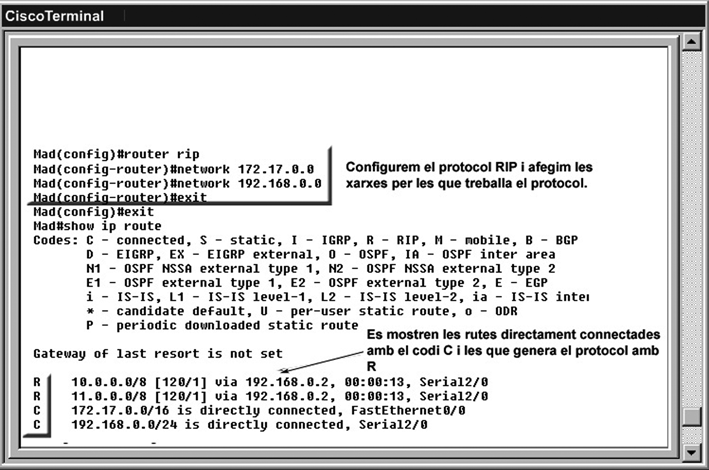 CiscoTerminal
Mad(config)#router rip
Mad(config-router)#network 172.17.0.0
Mad(config-router)#network 192.168.0.0
Mad(config-router)#exit
Configurem el protocol RIP i afegim les
xarxes per les que treballa el protocol.
Mad(config)#exit
Mad#show ip route
Codes: C - connected, S - static, I - IGRP, R - RIP, M - mobile, B - BGP
D - EIGRP, EX - EIGRP external, O - OSPF, IA - OSPF inter area
N1 - OSPF NSSA external type 1, N2 - OSPF NSSA external type 2
E1 - OSPF external type 1, E2 - OSPF external type 2, E - EGP
i - IS-IS, L1 - IS-IS level-1, L2 - IS-IS level-2, ia - IS-IS inter
* - candidate default, U - per-user static route, o - ODR
P - periodic downloaded static route
Es mostren les rutes directament connectades
amb el codi C i les que genera el protocol amb
R
Gateway of last resort is not set
R 10.0.0.0/8 [120/1] via 192.168.0.2, 00:00:13, Serial2/0
R 11.0.0.0/8 [120/1] via 192.168.0.2, 00:00:13, Serial2/0
C 172.17.0.0/16 is directly connected, FastEthernet0/0
C 192.168.0.0/24 is directly connected, Serial2/0